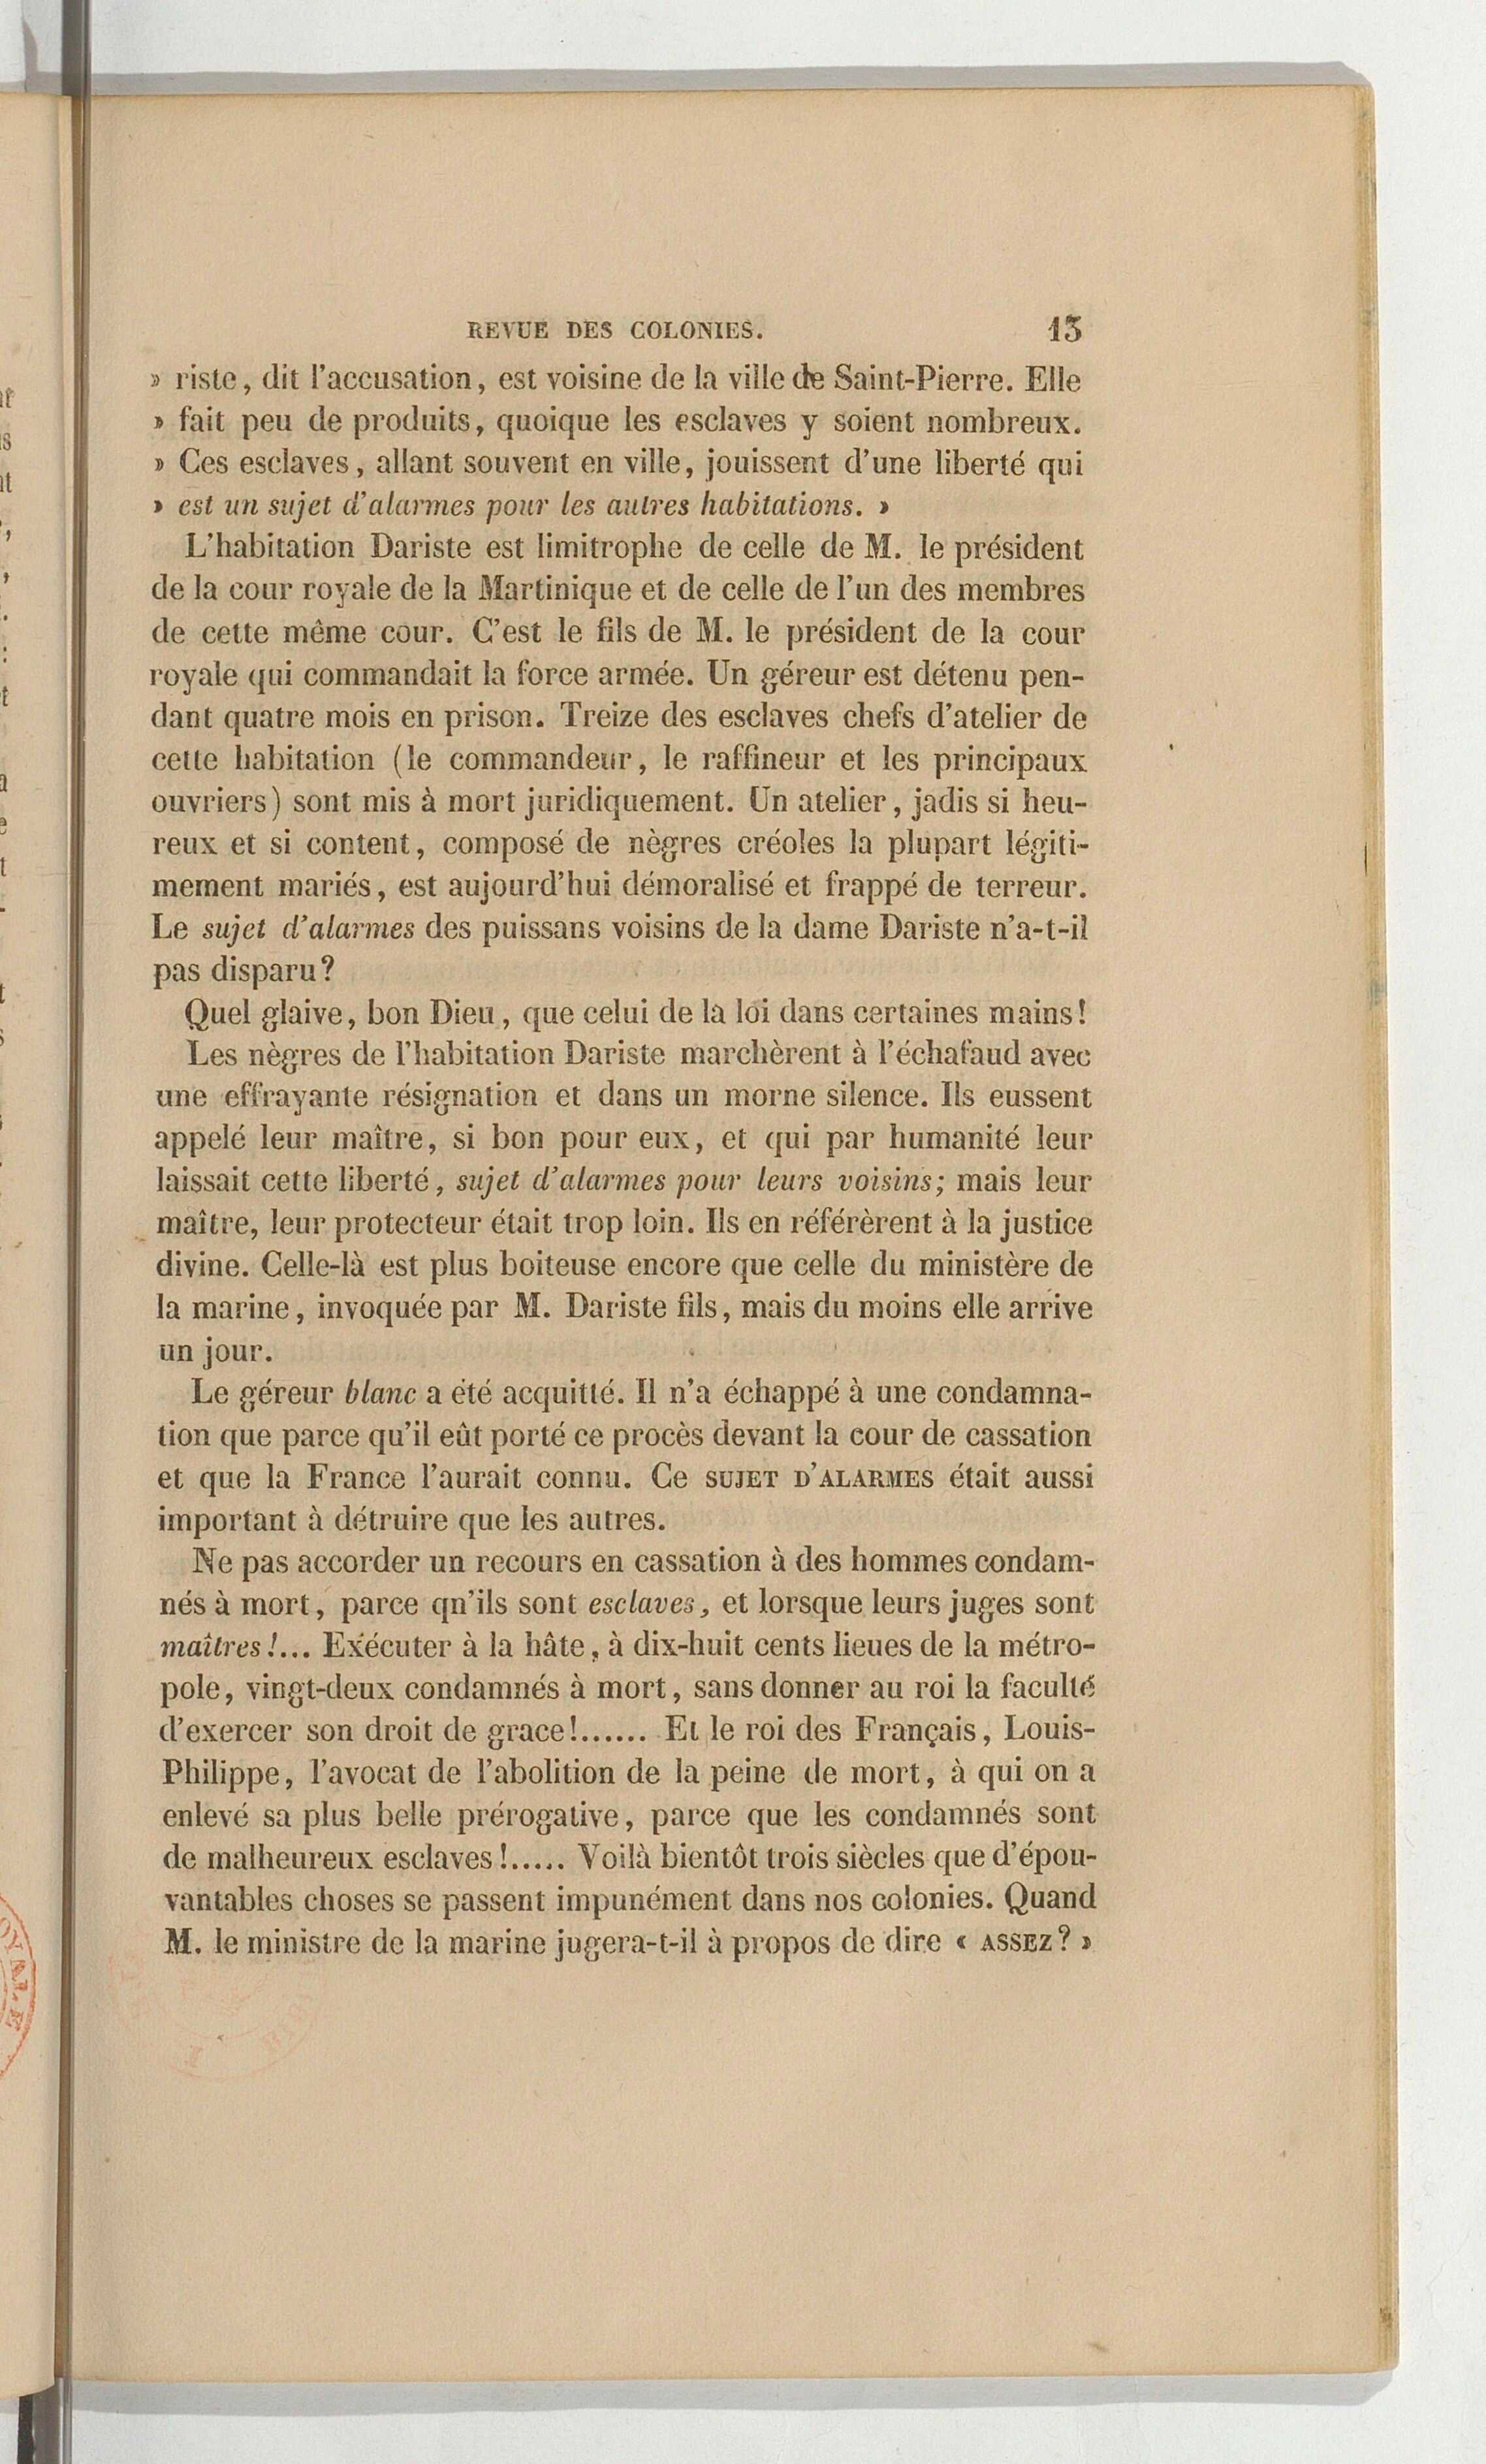 REVUE DES COLONIES. 13
» riste, dit l'accusation, est voisine de la ville de Saint-Pierre. Elle
» fait peu de produits, quoique les esclaves y soient nombreux.
» Ces esclaves, allant souvent en ville, jouissent d'une liberté qui
» est un sujet d'alarmes pour les autres habitations. »
L'habitation Dariste est limitrophe de celle de M. le président
de la cour royale de la Martinique et de celle de l'un des membres
de cette même cour. C'est le fils de M. le président de la cour
royale qui commandait la force armée. Un géreur est détenu pen-
dant quatre mois en prison. Treize des esclaves chefs d'atelier de
cette habitation (le commandeur, le raffineur et les principaux
ouvriers) sont mis à mort juridiquement. Un atelier, jadis si heu-
reux et si content, composé de nègres créoles la plupart légiti-
mement mariés, est aujourd'hui démoralisé et frappé de terreur.
Le sujet d'alarmes des puissans voisins de la dame Dariste n'a-t-il
pas disparu?
Quel glaive, bon Dieu, que celui de la loi dans certaines mains!
Les nègres de l'habitation Dariste marchèrent à l'échafaud avec
une effrayante résignation et dans un morne silence. Ils eussent
appelé leur maître, si bon pour eux, et qui par humanité leur
laissait cette liberté, sujet d'alarmes pour leurs voisins; mais leur
maître, leur protecteur était trop loin. Ils en référèrent à la justice
divine. Celle-là est plus boiteuse encore que celle du ministère de
la marine, invoquée par M. Dariste fils, mais du moins elle arrive
un jour.
Le géreur blanc a été acquitté. Il n'a échappé à une condamna-
tion que parce qu'il eût porté ce procès devant la cour de cassation
et que la France l'aurait connu. Ce SUJET D'ALARMES était aussi
important à détruire que les autres.
Ne pas accorder un recours en cassation à des hommes condam-
nés à mort, parce qn'ils sont esclaves, et lorsque leurs juges sont
maîtres!... Exécuter à la hâte, à dix-huit cents lieues de la métro-
pole, vingt-deux condamnés à mort, sans donner au roi la faculté
d'exercer son droit de grace!....... Et le roi des Français, Louis-
Philippe, l'avocat de l'abolition de la peine de mort, à qui on a
enlevé sa plus belle prérogative, parce que les condamnés sont
de malheureux esclaves!..... Voilà bientôt trois siècles que d'épou-
vantables choses se passent impunément dans nos colonies. Quand
M. le ministre de la marine jugera-t-il à propos de dire « ASSEZ? »